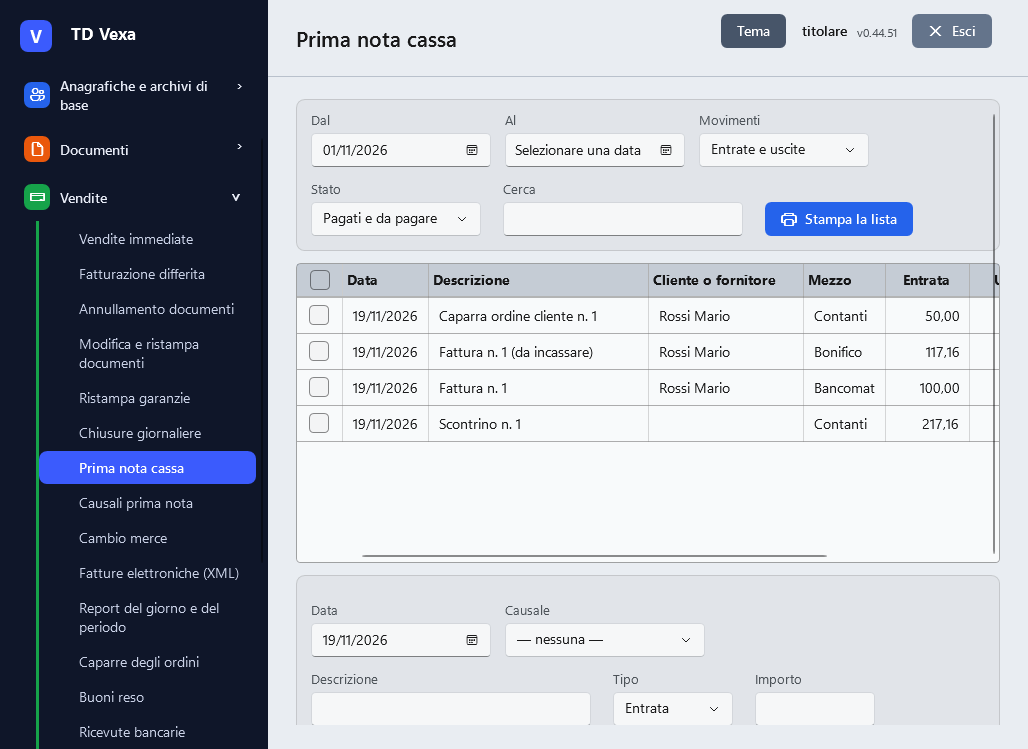 V
TD Vexa
Anagrafiche e archivi di
base
Documenti
Vendite
Vendite immediate
Fatturazione differita
Annullamento documenti
Modifica e ristampa
documenti
Ristampa garanzie
Chiusure giornaliere
Prima nota cassa
Causali prima nota
Cambio merce
Fatture elettroniche (XML)
Report del giorno e del
periodo
Caparre degli ordini
Buoni reso
Ricevute bancarie
Prima nota cassa
Tema titolare v0.44.51 Esci
Dal Al Movimenti
01/11/2026 Selezionare una data Entrate e uscite
Stato Cerca
Pagati e da pagare Stampa la lista
Data Descrizione Cliente o fornitore Mezzo Entrata
19/11/2026 Caparra ordine cliente n. 1 Rossi Mario Contanti 50,00
19/11/2026 Fattura n. 1 (da incassare) Rossi Mario Bonifico 117,16
19/11/2026 Fattura n. 1 Rossi Mario Bancomat 100,00
19/11/2026 Scontrino n. 1 Contanti 217,16
Data Causale
19/11/2026 — nessuna —
Descrizione Tipo Importo
Entrata